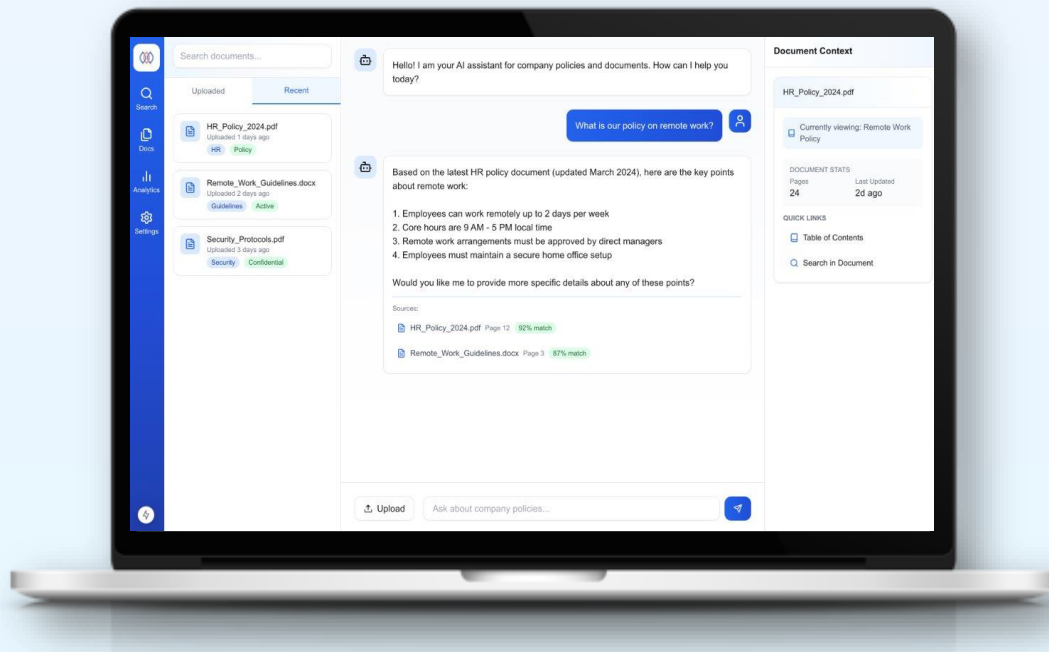 Search
Docs
Analytics
Settings
Search documents...
Uploaded
Recent
HR_Policy_2024.pdf
Uploaded 1 days ago
HR
Policy
Remote_Work_Guidelines.docx
Uploaded 2 days ago
Guidelines
Active
Security_Protocols.pdf
Uploaded 3 days ago
Security
Confidential
Hello! I am your AI assistant for company policies and documents. How can I help you
today?
What is our policy on remote work?
Based on the latest HR policy document (updated March 2024), here are the key points
about remote work:
1. Employees can work remotely up to 2 days per week
2. Core hours are 9 AM - 5 PM local time
3. Remote work arrangements must be approved by direct managers
4. Employees must maintain a secure home office setup
Would you like me to provide more specific details about any of these points?
Sources:
HR_Policy_2024.pdf Page 12 92% match
Remote_Work_Guidelines.docx Page 3 87% match
Upload
Ask about company policies...
Document Context
HR_Policy_2024.pdf
Currently viewing: Remote Work
Policy
DOCUMENT STATS
Pages
Last Updated
24
2d ago
QUICK LINKS
Table of Contents
Search in Document